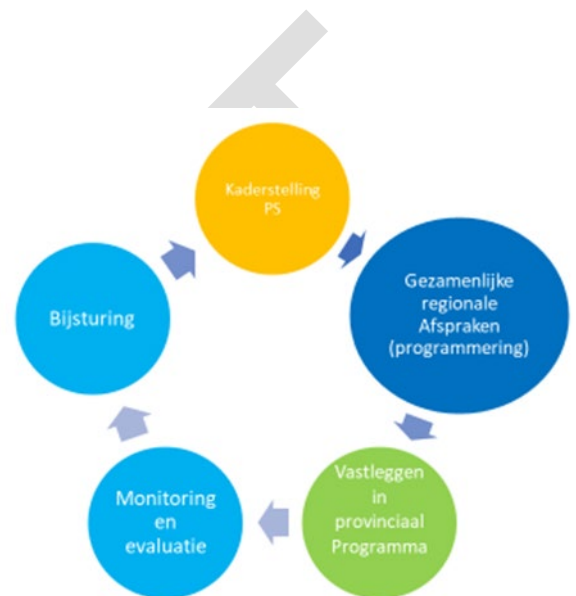 Kaderstelling
PS
Gezamenlijke
regionale
Afspraken
(programmering)
Vastleggen
in
provinciaal
Programma
Monitoring
en
evaluatie
Bijsturing